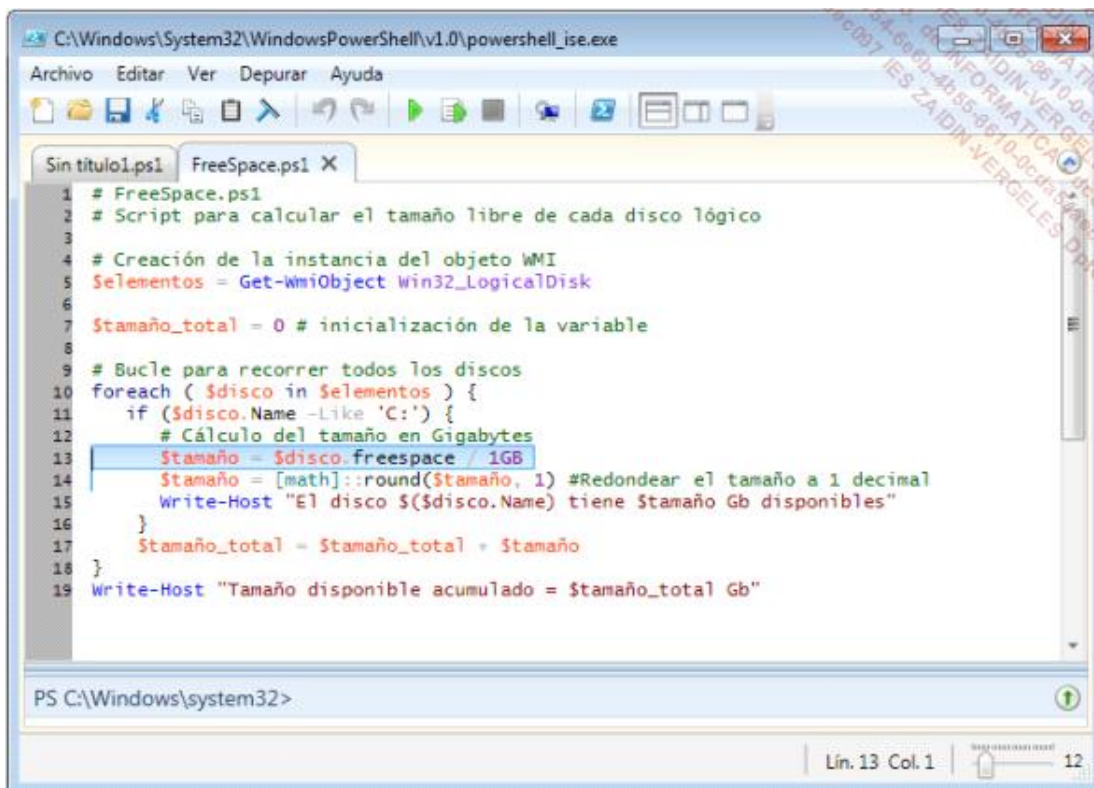 C:\Windows\System32\WindowsPowerShell\v1.0\powershell_ise.exe
Archivo Editar Ver Depurar Ayuda
Sin título1.ps1 FreeSpace.ps1 X
1 # FreeSpace.ps1
2 # Script para calcular el tamaño libre de cada disco lógico
3
4 # Creación de la instancia del objeto WMI
5 $elementos = Get-WmiObject Win32_LogicalDisk
6
7 $tamaño_total = 0 # inicialización de la variable
8
9 # Bucle para recorrer todos los discos
10 foreach ( $disco in $elementos ) {
11 if ($disco.Name -Like 'C:') {
12 # Cálculo del tamaño en Gigabytes
13 $tamaño = $disco.freespace / 1GB
14 $tamaño = [math]::round($tamaño, 1) #Redondear el tamaño a 1 decimal
15 Write-Host "El disco $($disco.Name) tiene $tamaño Gb disponibles"
16 }
17 $tamaño_total = $tamaño_total + $tamaño
18 }
19 Write-Host "Tamaño disponible acumulado = $tamaño_total Gb"
PS C:\Windows\system32>
Lín. 13 Col. 1 12
IES ZAIDIN-VERGELES